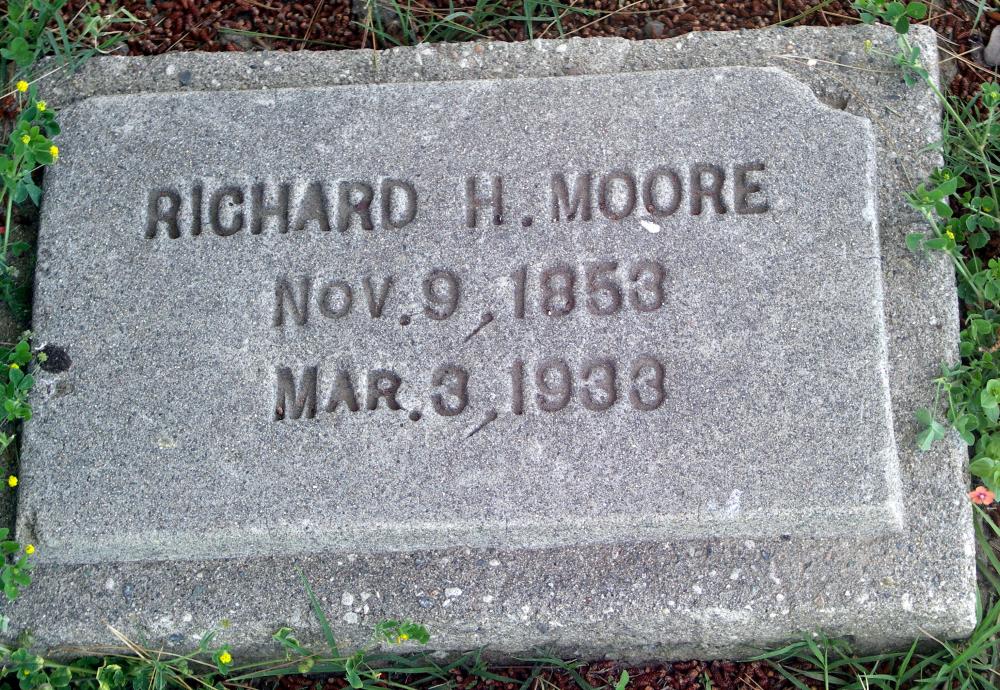 RICHARD H. MOORE
NOV. 9, 1853
MAR. 3, 1933